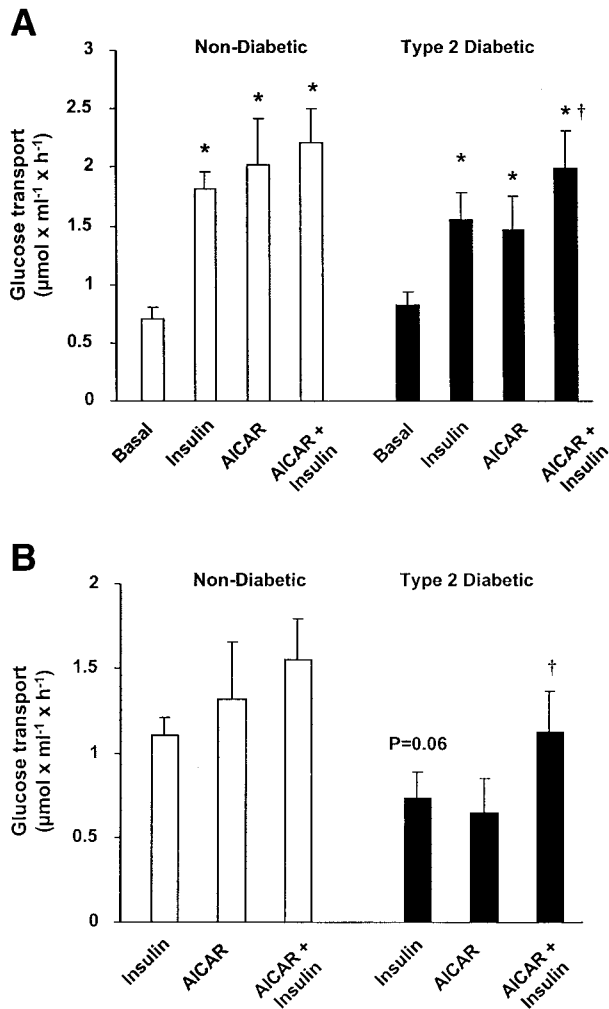 A
Non-Diabetic
Type 2 Diabetic
Glucose transport
(µmol x ml-1 x h-1)
3
2.5
2
1.5
1
0.5
0
*
*
*
*
*
* †
Basal
Insulin
AICAR
AICAR +
Insulin
Basal
Insulin
AICAR
AICAR +
Insulin
B
Non-Diabetic
Type 2 Diabetic
Glucose transport
(µmol x ml-1 x h-1)
2
1.5
1
0.5
0
P=0.06
†
Insulin
AICAR
AICAR +
Insulin
Insulin
AICAR
AICAR +
Insulin